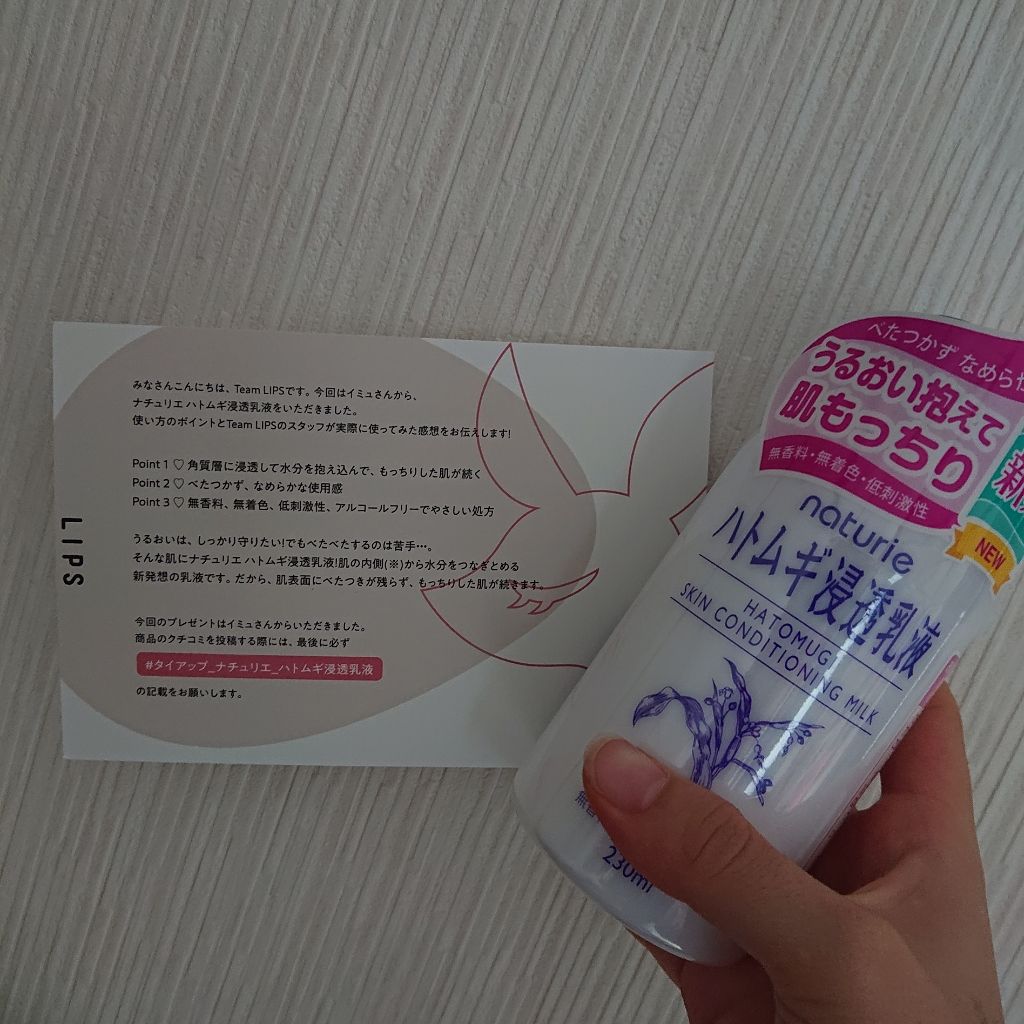 みなさんこんにちは、Team LIPSです。今回はイミュさんから、
ナチュリエ ハトムギ浸透乳液をいただきました。
使い方のポイントとTeam LIPSのスタッフが実際に使ってみた感想をお伝えします!
Point 1 ♡ 角質層に浸透して水分を抱え込んで、もっちりした肌が続く
Point 2 ♡ べたつかず、なめらかな使用感
Point 3 ♡ 無香料、無着色、低刺激性、アルコールフリーでやさしい処方
うるおいは、しっかり守りたい!でもべたべたするのは苦手…。
そんな肌にナチュリエ ハトムギ浸透乳液!肌の内側(※)から水分をつなぎとめる
新発想の乳液です。だから、肌表面にべたつきが残らず、もっちりした肌が続きます。
今回のプレゼントはイミュさんからいただきました。
商品のクチコミを投稿する際には、最後に必ず
#タイアップ_ナチュリエ_ハトムギ浸透乳液
の記載をお願いします。
LIPS
べたつかず なめらか
うるおい抱えて
肌もっちり
無香料・無着色・低刺激性
新
NEW
naturie
ハトムギ浸透乳液
HATOMUGI
SKIN CONDITIONING MILK
無香
230ml